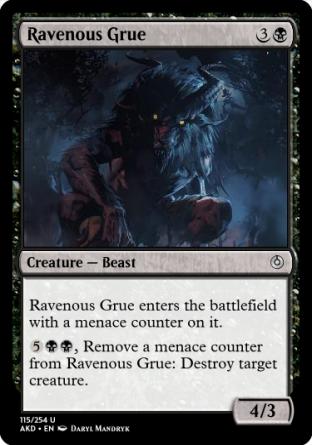 Ravenous Grue 3
Creature — Beast
Ravenous Grue enters the battlefield
with a menace counter on it.
5 , Remove a menace counter
from Ravenous Grue: Destroy target
creature.
115/254 U
AKD • EN Daryl Mandryk
4/3